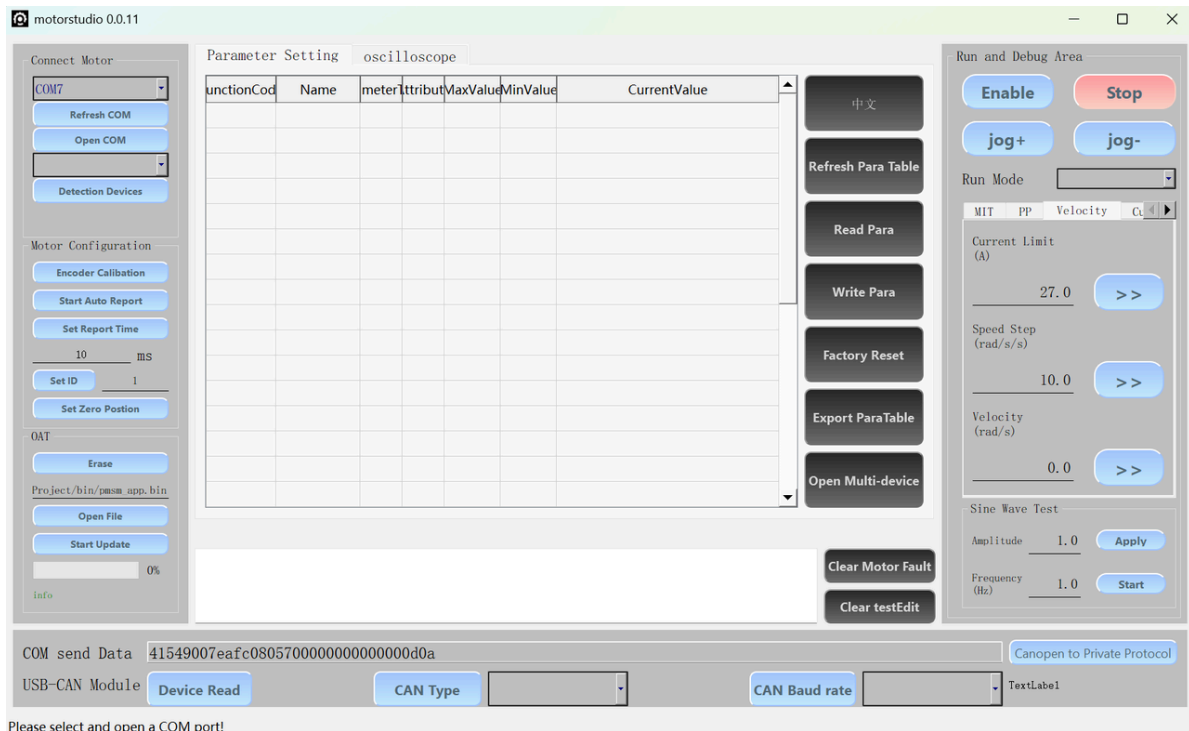 motorstudio 0.0.11
Connect Motor
COM7
Refresh COM
Open COM
Detection Devices
Motor Configuration
Encoder Calibation
Start Auto Report
Set Report Time
10 ms
Set ID 1
Set Zero Postion
OAT
Erase
Project/bin/pmsm_app.bin
Open File
Start Update
0%
info
Parameter Setting oscilloscope
unctionCod Name meterT ttribut MaxValue MinValue CurrentValue
中文
Refresh Para Table
Read Para
Write Para
Factory Reset
Export ParaTable
Open Multi-device
Clear Motor Fault
Clear testEdit
Run and Debug Area
Enable Stop
jog+ jog-
Run Mode
MIT PP Velocity Cu
Current Limit
(A)
27.0 >>
Speed Step
(rad/s/s)
10.0 >>
Velocity
(rad/s)
0.0 >>
Sine Wave Test
Amplitude 1.0 Apply
Frequency
(Hz) 1.0 Start
COM send Data 41549007eafc0805700000000000000d0a Canopen to Private Protocol
USB-CAN Module Device Read CAN Type CAN Baud rate TextLabel
Please select and open a COM port!